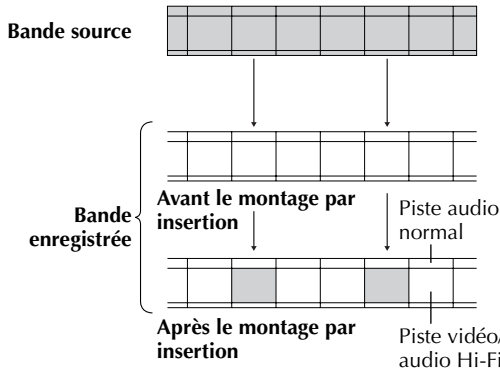 Bande source
Avant le montage par
insertion
Bande
enregistrée
Piste audio
normal
Après le montage par
insertion
Piste vidéo/
audio Hi-Fi